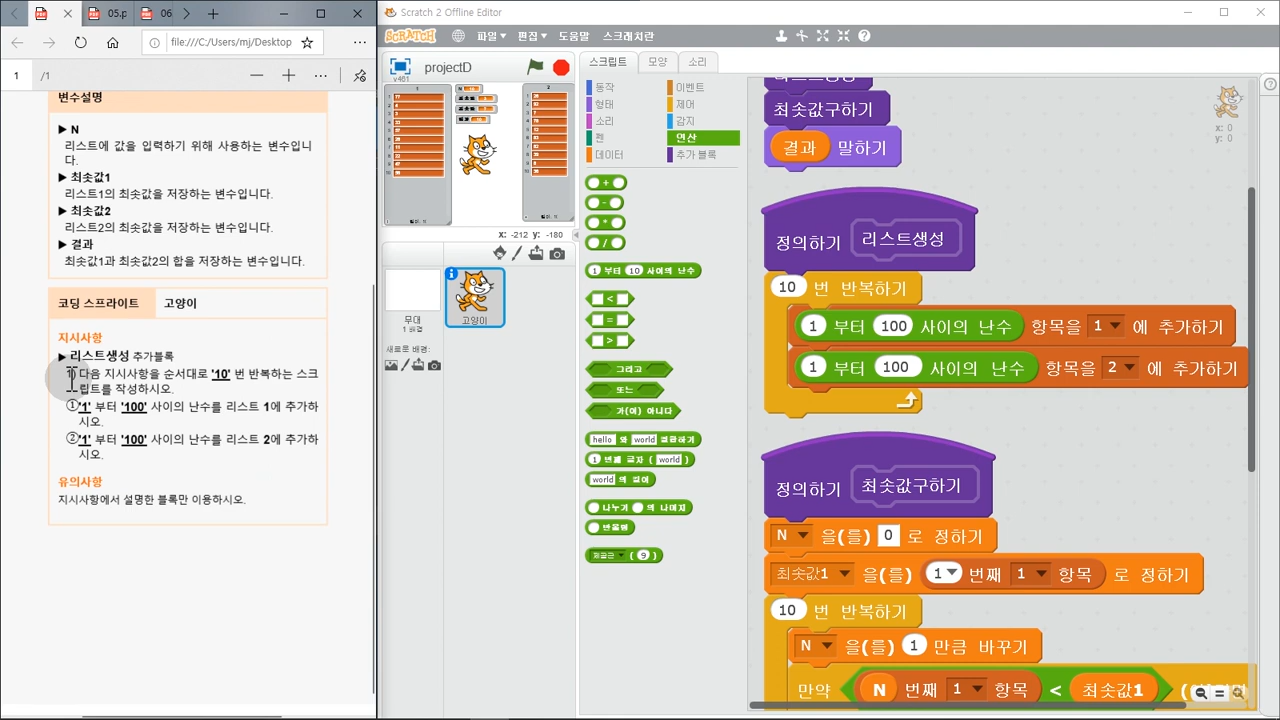 05.p
06
Scratch 2 Offline Editor
file:///C:/Users/mj/Desktop
SCRATCH
파일▼ 편집▼ 도움말 스크래치란
1 /1
변수설명
▶ N
리스트에 값을 입력하기 위해 사용하는 변수입니
다.
▶ 최솟값1
리스트1의 최솟값을 저장하는 변수입니다.
▶ 최솟값2
리스트2의 최솟값을 저장하는 변수입니다.
▶ 결과
최솟값1과 최솟값2의 합을 저장하는 변수입니다.
코딩 스프라이트 고양이
지시사항
▶ 리스트생성 추가블록
다음 지시사항을 순서대로 '10' 번 반복하는 스크
립트를 작성하시오.
①'1' 부터 '100' 사이의 난수를 리스트 1에 추가하
시오.
②'1' 부터 '100' 사이의 난수를 리스트 2에 추가하
시오.
유의사항
지시사항에서 설명한 블록만 이용하시오.
v461
projectD
x: -212 y: -180
무대
1 배경
고양이
새로운 배경:
스크립트 모양 소리
동작 이벤트
형태 제어
소리 감지
펜 연산
데이터 추가 블록
+
-
*
/
1 부터 10 사이의 난수
<
=
>
그리고
또는
가(이) 아니다
hello 와 world 결합하기
1 번째 글자 ( world )
world 의 길이
나누기 의 나머지
반올림
제곱근 ( 9 )
리스트생성
최솟값구하기
결과 말하기
정의하기 리스트생성
10 번 반복하기
1 부터 100 사이의 난수 항목을 1▼ 에 추가하기
1 부터 100 사이의 난수 항목을 2▼ 에 추가하기
정의하기 최솟값구하기
N▼ 을(를) 0 로 정하기
최솟값1▼ 을(를) 1▼ 번째 1▼ 항목 로 정하기
10 번 반복하기
N▼ 을(를) 1 만큼 바꾸기
만약 N 번째 1▼ 항목 < 최솟값1
x: 0
y: 0